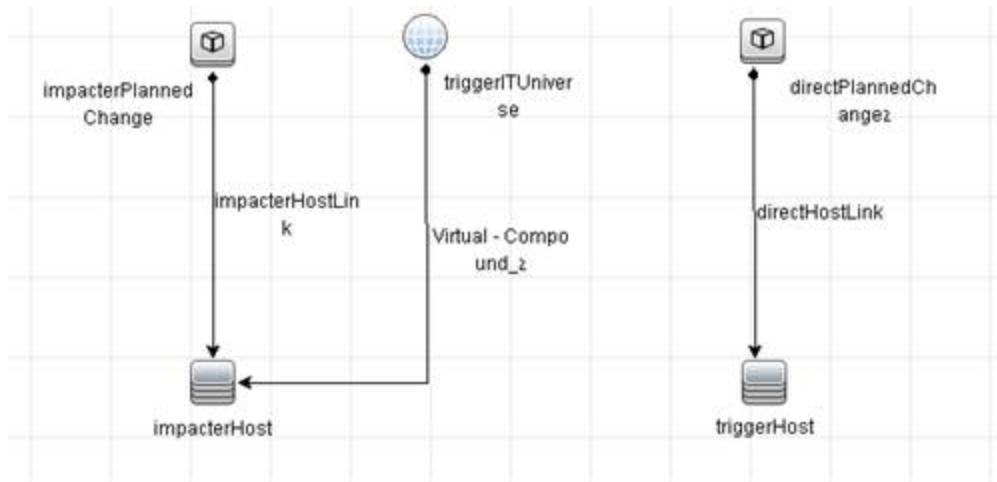 impacterPlanned
Change
triggerITUniver
se
directPlannedCh
ange2
impacterHostLin
k
Virtual - Compo
und_2
directHostLink
impacterHost
triggerHost